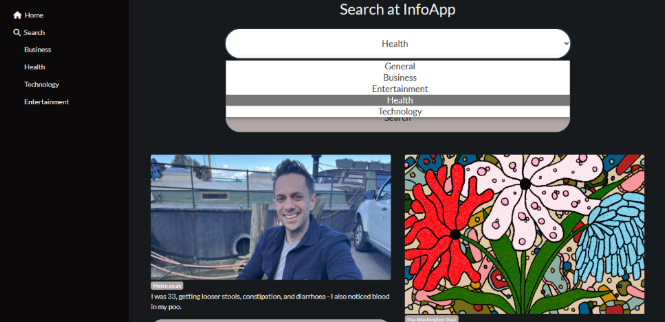 Home
Search
Business
Health
Technology
Entertainment
Search at InfoApp
Health
General
Business
Entertainment
Health
Technology
Search
Metro.co.uk
I was 33, getting looser stools, constipation, and diarrhoea - I also noticed blood
in my poo.
The Washington Post